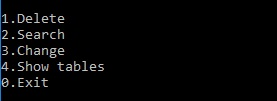 1.Delete
2.Search
3.Change
4.Show tables
0.Exit